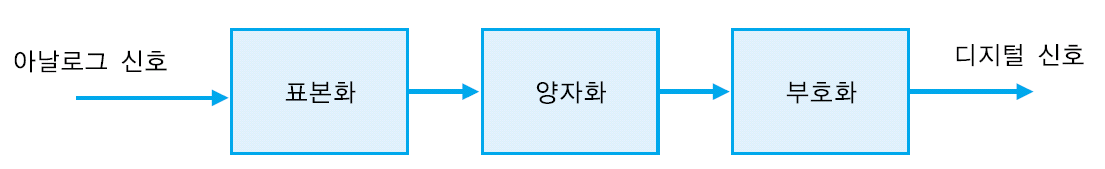 아날로그 신호
표본화
양자화
부호화
디지털 신호